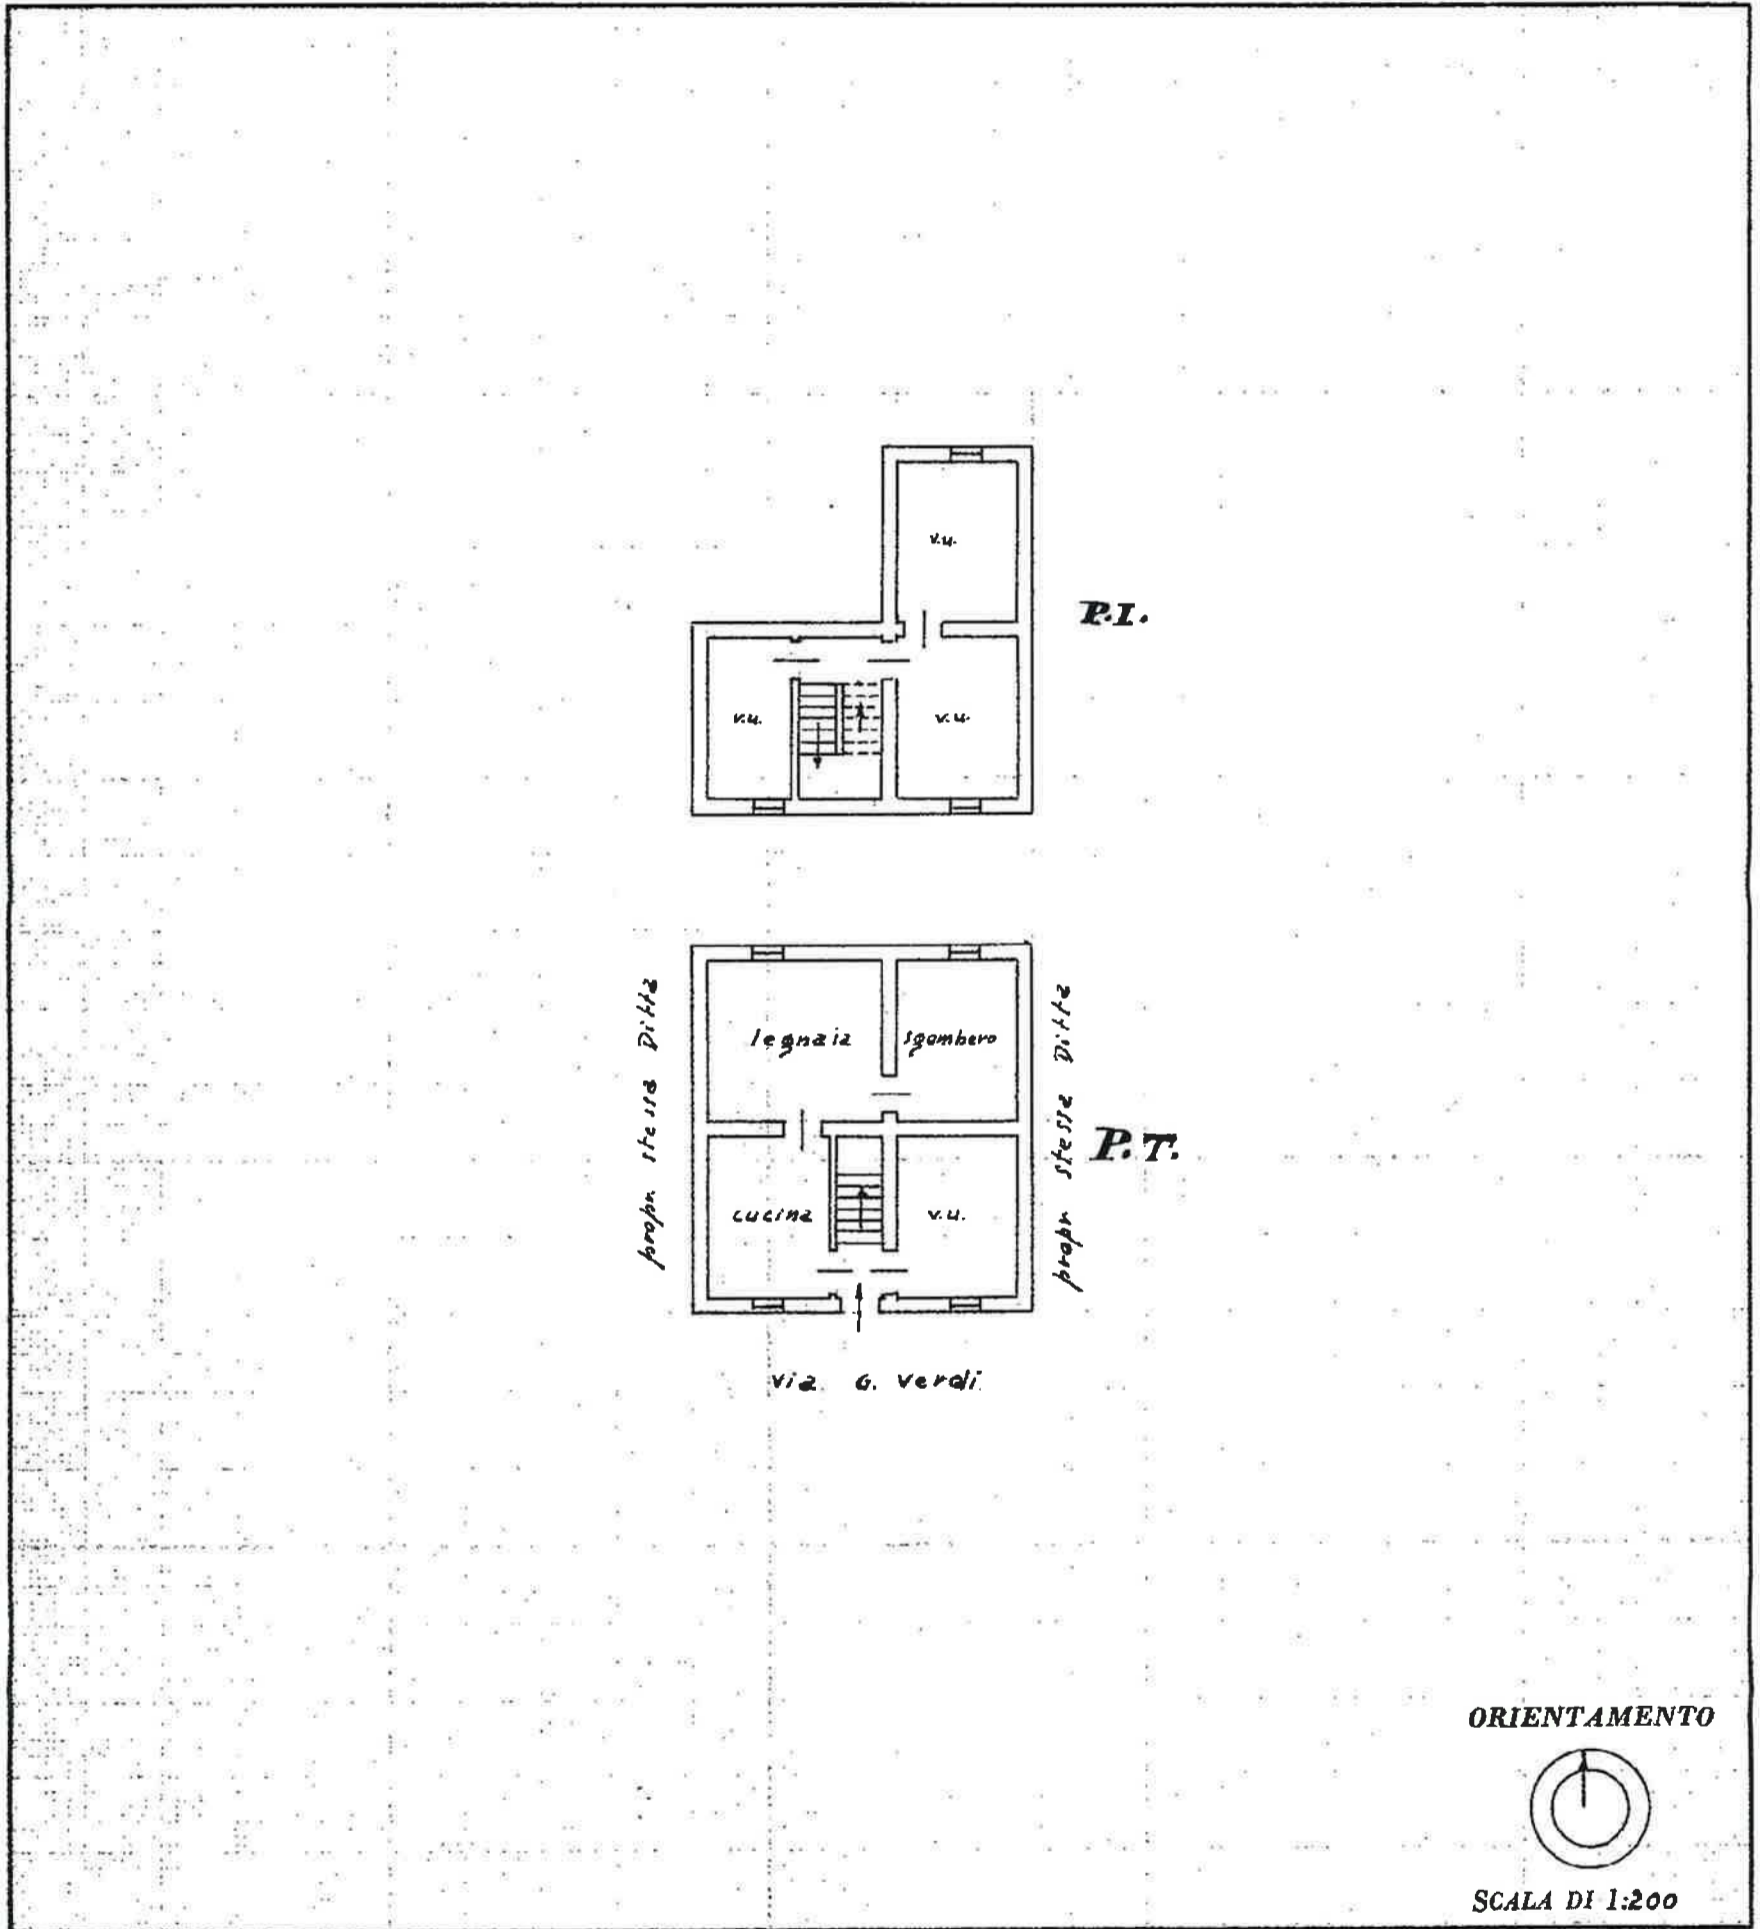 v.u.
P.I.
v.u.
v.u.
legnaia
sgombero
propr stessa Ditta
propr stessa Ditta
P.T.
cucina
v.u.
via G. Verdi
ORIENTAMENTO
SCALA DI 1:200